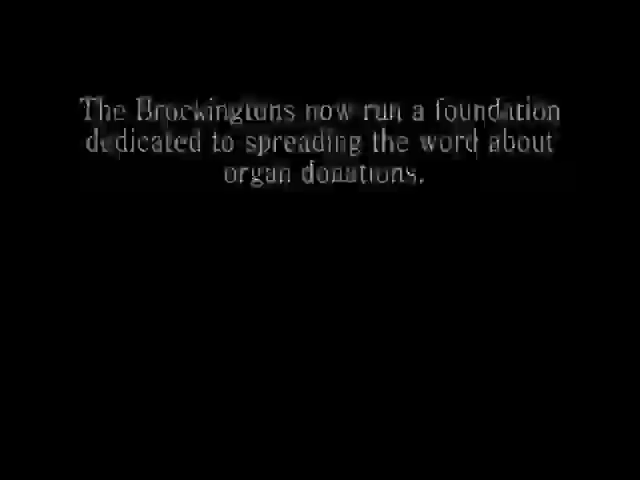 The Brockingtons now run a foundation
dedicated to spreading the word about
organ donations.